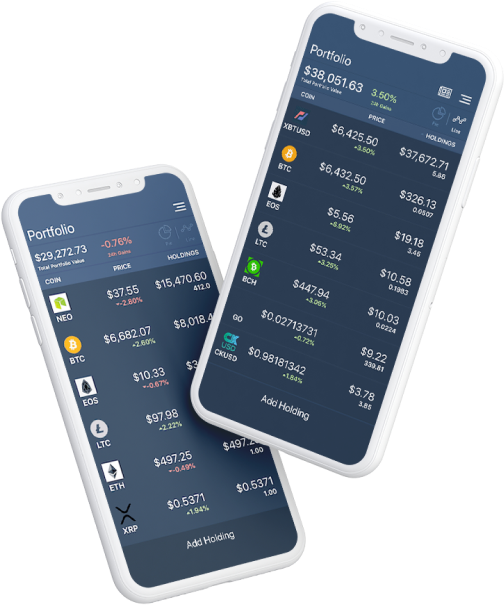 Portfolio
$38,051.63
3.50%
Total Portfolio Value
24h Gains
Live
COIN
PRICE
HOLDINGS
XBTUSD
$6,425.50
+3.50%
$37,672.71
5.86
BTC
$6,432.50
+3.57%
$326.13
0.0507
EOS
$5.56
+8.92%
$19.18
3.45
LTC
$53.34
+3.25%
$10.58
0.1983
BCH
$447.94
+3.06%
$10.03
0.0224
GO
$0.02713731
+0.72%
$9.22
339.81
CKUSD
$0.98181342
+1.84%
$3.78
3.85
Add Holding
Portfolio
$29,272.73
-0.76%
Total Portfolio Value
24h Gains
COIN
PRICE
HOLDINGS
NEO
$37.55
-2.80%
$15,470.60
412.0
BTC
$6,682.07
+2.60%
$8,018.4
EOS
$10.33
-0.67%
LTC
$97.98
+2.22%
ETH
$497.25
-0.49%
$497.2
1.00
XRP
$0.5371
+1.94%
$0.5371
1.00
Add Holding